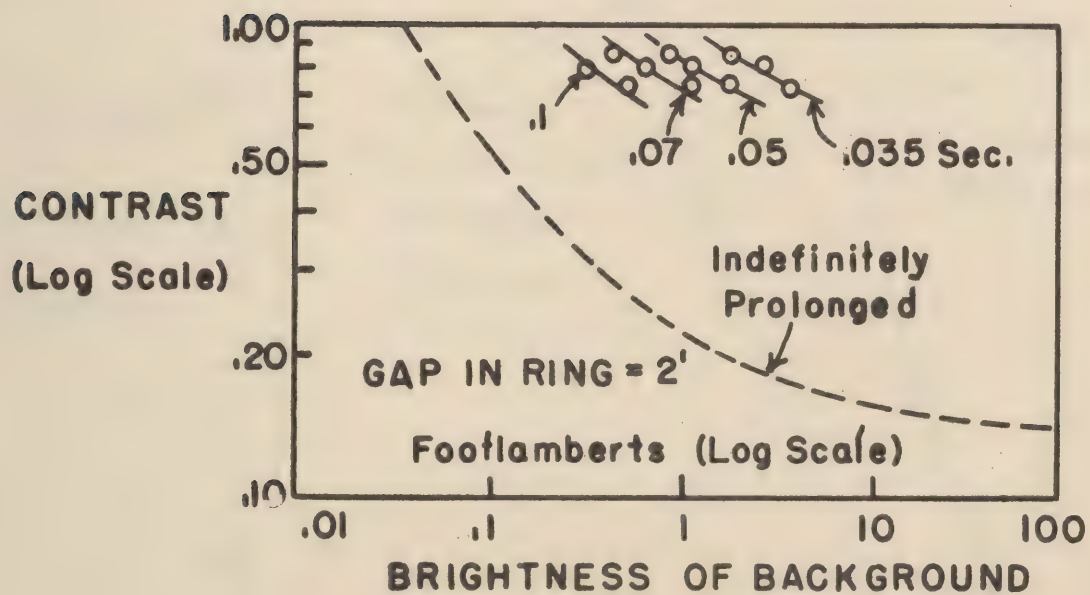 1.00
.1
.07
.05
.035 Sec.
.50
CONTRAST
(Log Scale)
Indefinitely
Prolonged
.20
GAP IN RING = 2'
Footlamberts (Log Scale)
.10
.01 .1 1 10 100
BRIGHTNESS OF BACKGROUND